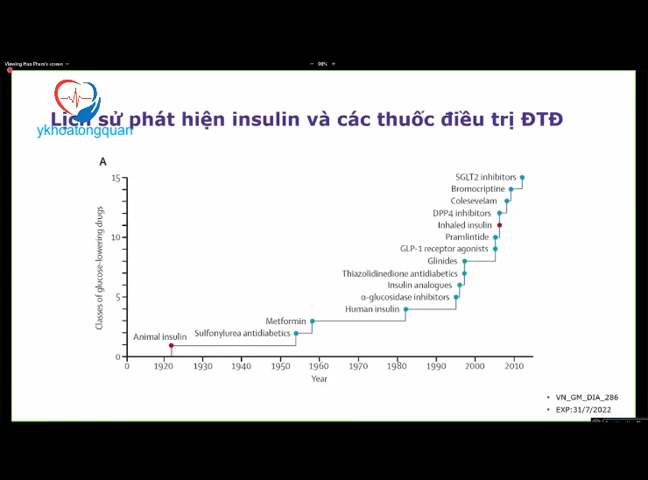 Viewing Hao Pham's screen
− 98% +
Lịch sử phát hiện insulin và các thuốc điều trị ĐTĐ
ykhoatongquan
A
15
10
5
0
Classes of glucose-lowering drugs
SGLT2 inhibitors
Bromocriptine
Colesevelam
DPP4 inhibitors
Inhaled insulin
Pramlintide
GLP-1 receptor agonists
Glinides
Thiazolidinedione antidiabetics
Insulin analogues
α-glucosidase inhibitors
Human insulin
Metformin
Sulfonylurea antidiabetics
Animal insulin
0 1920 1930 1940 1950 1960 1970 1980 1990 2000 2010
Year
• VN_GM_DIA_286
• EXP:31/7/2022